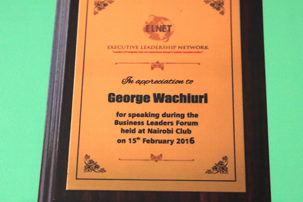 ELNET
EXECUTIVE LEADERSHIP NETWORK
In appreciation to
George Wachiuri
for speaking during the
Business Leaders Forum
held at Nairobi Club
on 15th February 2016